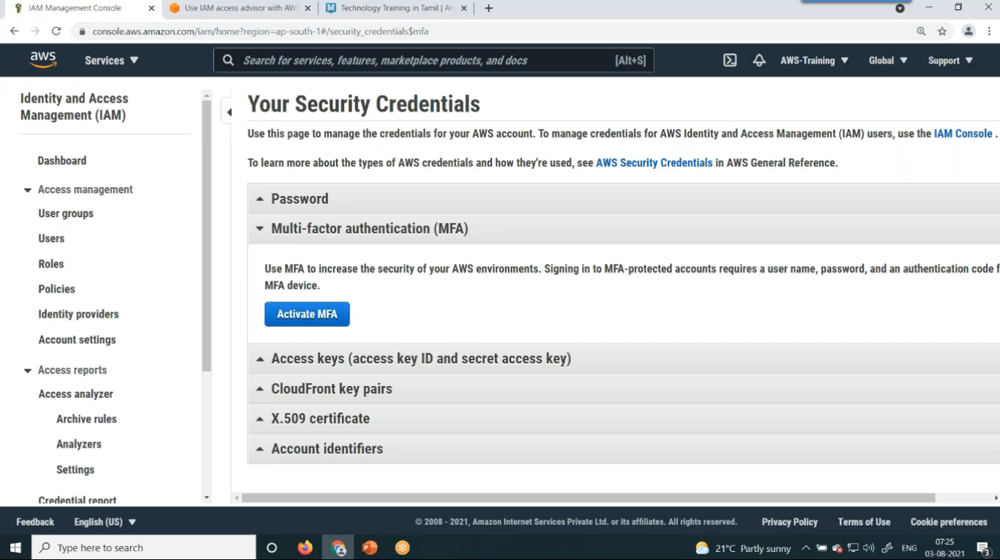 IAM Management Console
Use IAM access advisor with AWS
Technology Training in Tamil | An
console.aws.amazon.com/iam/home?region=ap-south-1#/security_credentials$mfa
aws
Services
Search for services, features, marketplace products, and docs
[Alt+S]
AWS-Training
Global
Support
Identity and Access
Management (IAM)
Dashboard
Access management
User groups
Users
Roles
Policies
Identity providers
Account settings
Access reports
Access analyzer
Archive rules
Analyzers
Settings
Credential report
Your Security Credentials
Use this page to manage the credentials for your AWS account. To manage credentials for AWS Identity and Access Management (IAM) users, use the IAM Console .
To learn more about the types of AWS credentials and how they're used, see AWS Security Credentials in AWS General Reference.
Password
Multi-factor authentication (MFA)
Use MFA to increase the security of your AWS environments. Signing in to MFA-protected accounts requires a user name, password, and an authentication code f
MFA device.
Activate MFA
Access keys (access key ID and secret access key)
CloudFront key pairs
X.509 certificate
Account identifiers
Feedback
English (US)
© 2008 - 2021, Amazon Internet Services Private Ltd. or its affiliates. All rights reserved.
Privacy Policy
Terms of Use
Cookie preferences
Type here to search
21°C Partly sunny
ENG
07:25
03-08-2021
3